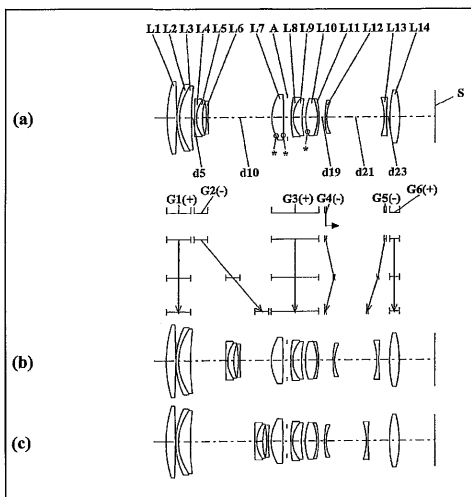 L1 L2 L3 L4 L5 L6 L7 A L8 L9 L10 L11 L12 L13 L14
S
(a)
* * *
d5 d10 d19 d21 d23
G1(+) G2(-) G3(+) G4(-) G5(-) G6(+)
(b)
(c)